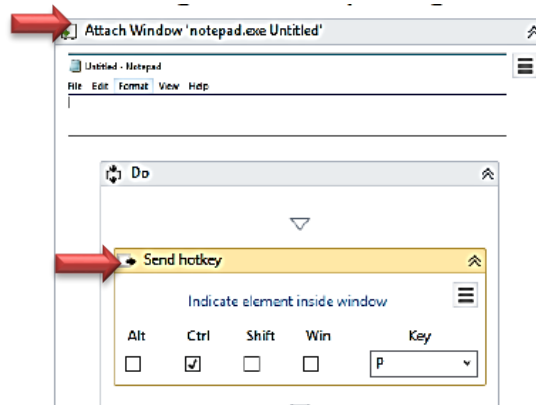 Attach Window 'notepad.exe Untitled'
Untitled - Notepad
File Edit Format View Help
Do
Send hotkey
Indicate element inside window
Alt Ctrl Shift Win Key
p